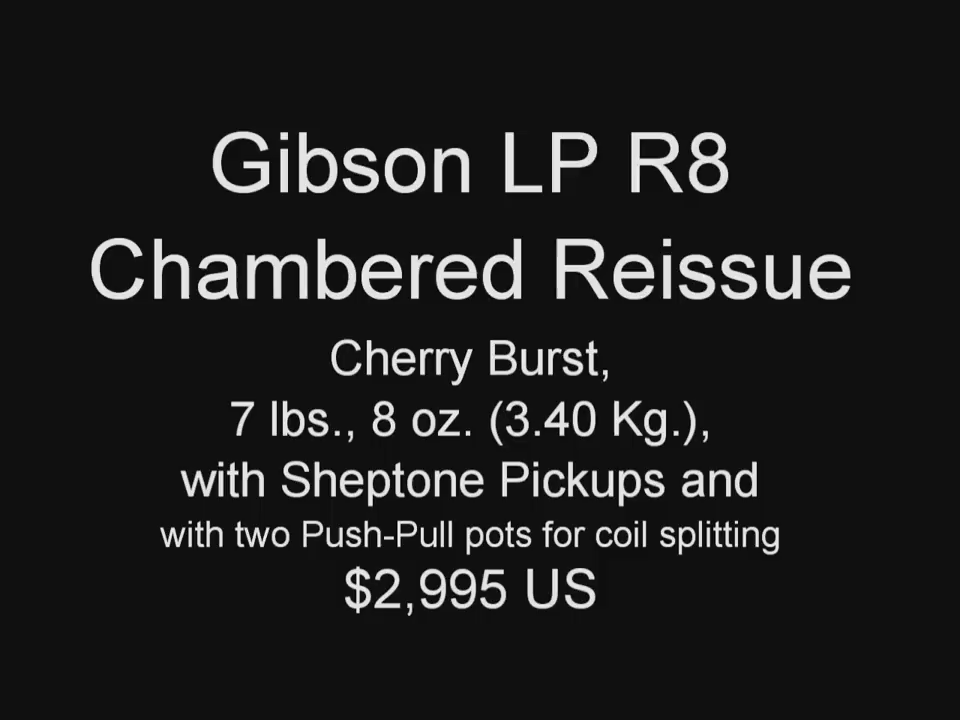 Gibson LP R8
Chambered Reissue
Cherry Burst,
7 lbs., 8 oz. (3.40 Kg.),
with Sheptone Pickups and
with two Push-Pull pots for coil splitting
$2,995 US